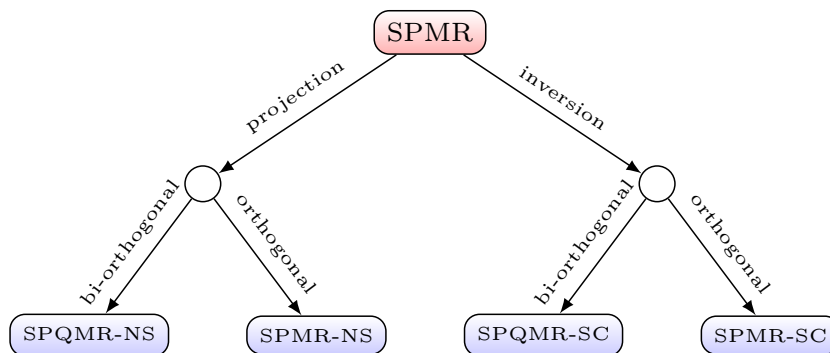 SPMR
projection
inversion
bi-orthogonal
orthogonal
bi-orthogonal
orthogonal
SPQMR-NS
SPMR-NS
SPQMR-SC
SPMR-SC